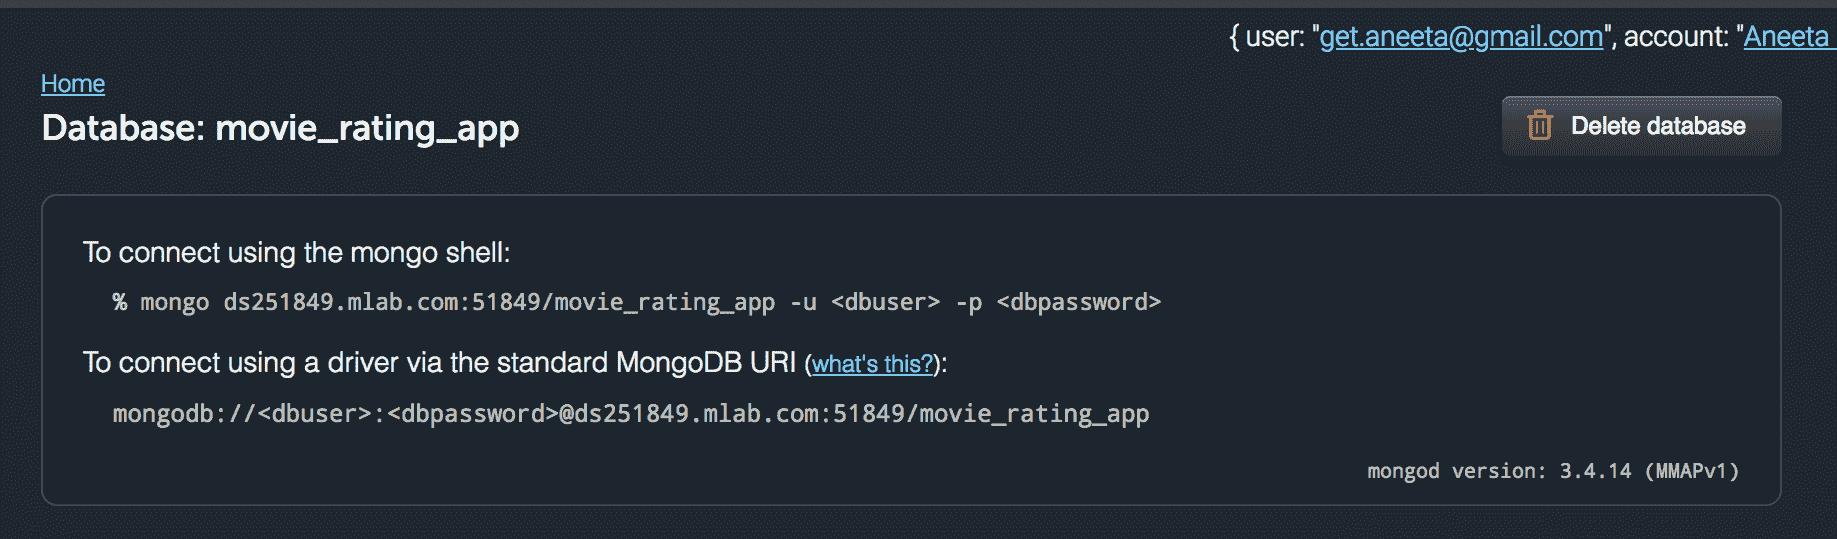 { user: "get.aneeta@gmail.com", account: "Aneeta
Home
Database: movie_rating_app
Delete database
To connect using the mongo shell:
% mongo ds251849.mlab.com:51849/movie_rating_app -u <dbuser> -p <dbpassword>
To connect using a driver via the standard MongoDB URI (what's this?):
mongodb://<dbuser>:<dbpassword>@ds251849.mlab.com:51849/movie_rating_app
mongod version: 3.4.14 (MMAPv1)